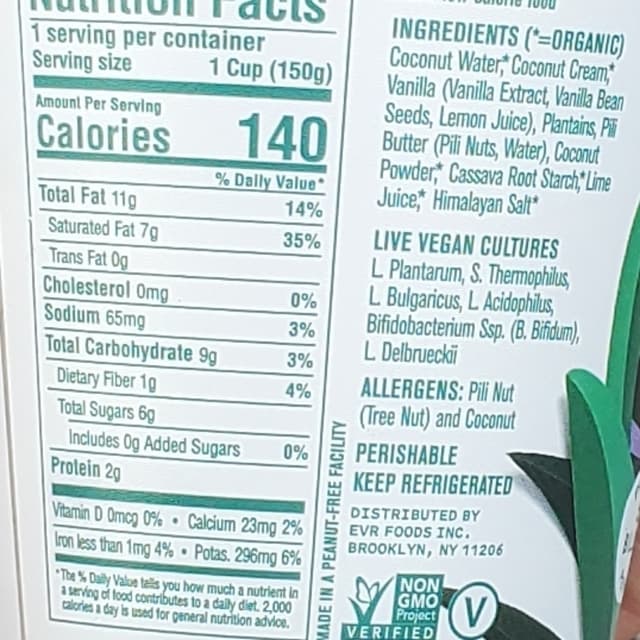 Nutrition Facts
1 serving per container
Serving size 1 Cup (150g)
Amount Per Serving
Calories 140
% Daily Value*
Total Fat 11g 14%
Saturated Fat 7g 35%
Trans Fat 0g
Cholesterol 0mg 0%
Sodium 65mg 3%
Total Carbohydrate 9g 3%
Dietary Fiber 1g 4%
Total Sugars 6g
Includes 0g Added Sugars 0%
Protein 2g
Vitamin D 0mcg 0% • Calcium 23mg 2%
Iron less than 1mg 4% • Potas. 296mg 6%
*The % Daily Value tells you how much a nutrient in
a serving of food contributes to a daily diet. 2,000
calories a day is used for general nutrition advice.
MADE IN A PEANUT-FREE FACILITY
food
INGREDIENTS (*=ORGANIC)
Coconut Water,* Coconut Cream,*
Vanilla (Vanilla Extract, Vanilla Bean
Seeds, Lemon Juice), Plantains, Pili
Butter (Pili Nuts, Water), Coconut
Powder,* Cassava Root Starch,* Lime
Juice,* Himalayan Salt*
LIVE VEGAN CULTURES
L. Plantarum, S. Thermophilus,
L. Bulgaricus, L. Acidophilus,
Bifidobacterium Ssp. (B. Bifidum),
L. Delbrueckii
ALLERGENS: Pili Nut
(Tree Nut) and Coconut
PERISHABLE
KEEP REFRIGERATED
DISTRIBUTED BY
EVR FOODS INC.
BROOKLYN, NY 11206
NON
GMO
Project
VERIFIED
V